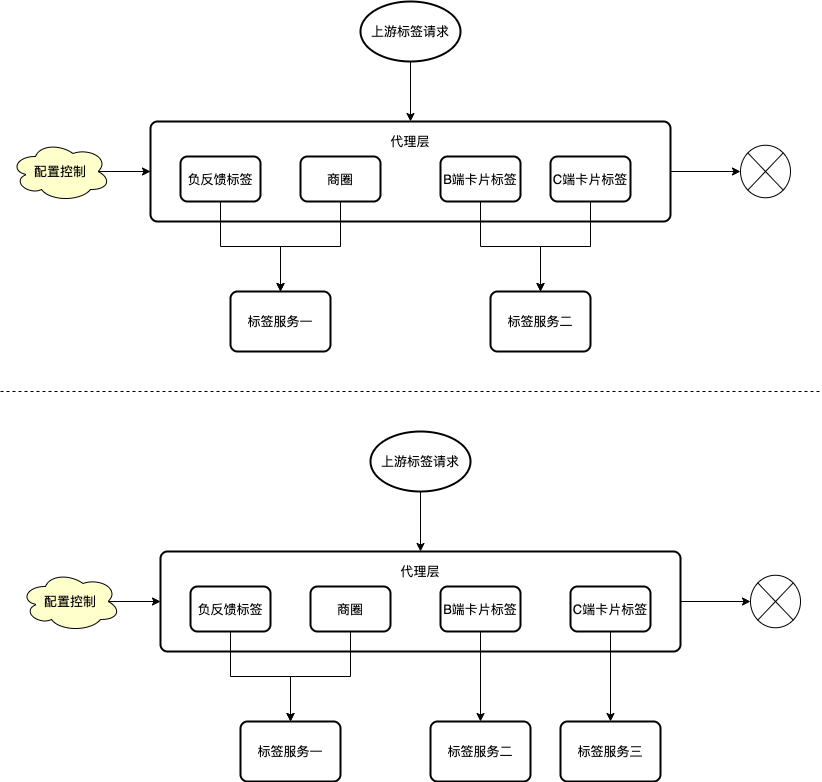 上游标签请求
代理层
配置控制
负反馈标签
商圈
B端卡片标签
C端卡片标签
标签服务一
标签服务二
上游标签请求
代理层
配置控制
负反馈标签
商圈
B端卡片标签
C端卡片标签
标签服务一
标签服务二
标签服务三